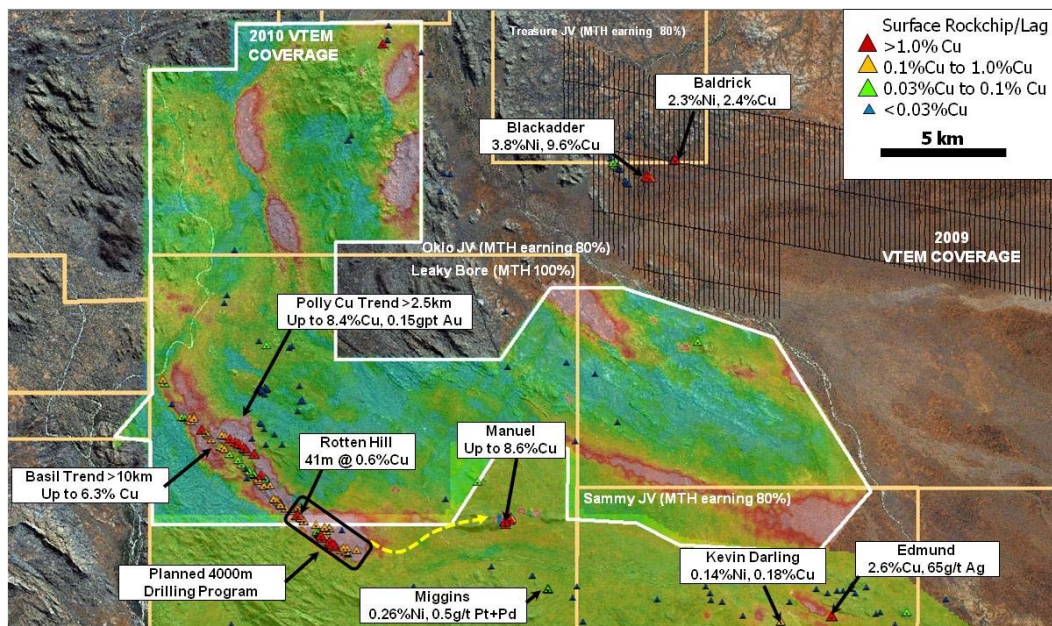 2010 VTEM
COVERAGE
Treasure JV (MTH earning 80%)
Surface Rockchip/Lag
>1.0% Cu
0.1%Cu to 1.0%Cu
0.03%Cu to 0.1% Cu
<0.03%Cu
5 km
Baldrick
2.3%Ni, 2.4%Cu
Blackadder
3.8%Ni, 9.6%Cu
2009
VTEM COVERAGE
Oklo JV (MTH earning 80%)
Leaky Bore (MTH 100%)
Polly Cu Trend >2.5km
Up to 8.4%Cu, 0.15gpt Au
Rotten Hill
41m @ 0.6%Cu
Manuel
Up to 8.6%Cu
Basil Trend >10km
Up to 6.3% Cu
Sammy JV (MTH earning 80%)
Planned 4000m
Drilling Program
Miggins
0.26%Ni, 0.5g/t Pt+Pd
Kevin Darling
0.14%Ni, 0.18%Cu
Edmund
2.6%Cu, 65g/t Ag